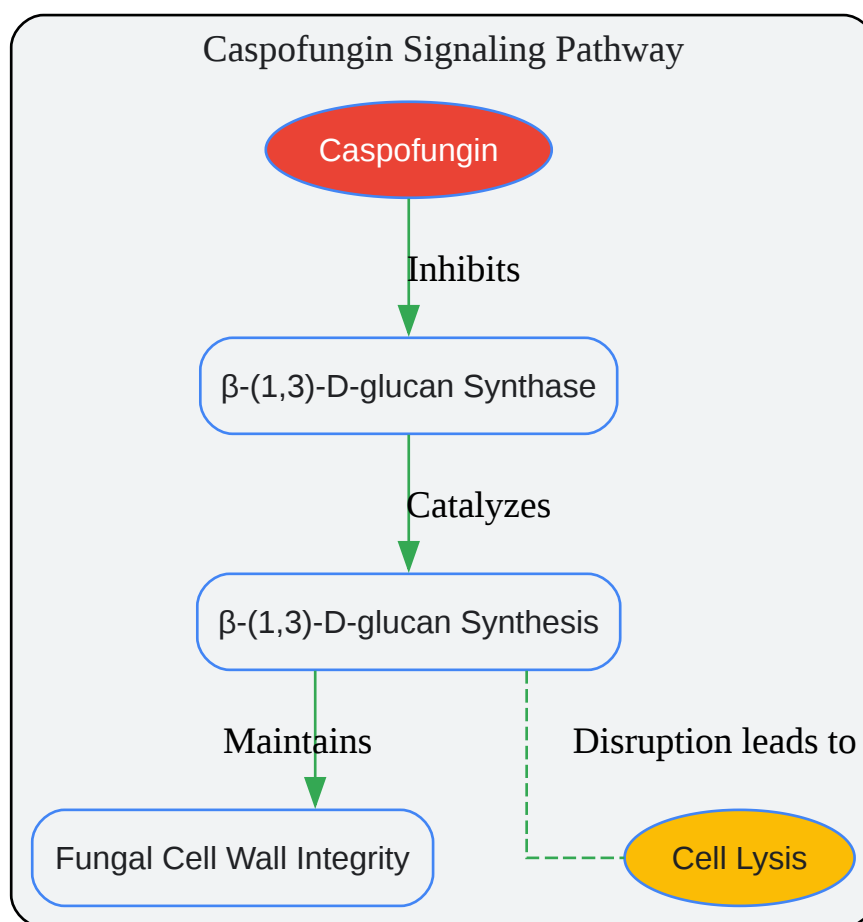 Caspofungin Signaling Pathway
Caspofungin
Inhibits
β-(1,3)-D-glucan Synthase
Catalyzes
β-(1,3)-D-glucan Synthesis
Maintains
Disruption leads to
Fungal Cell Wall Integrity
Cell Lysis